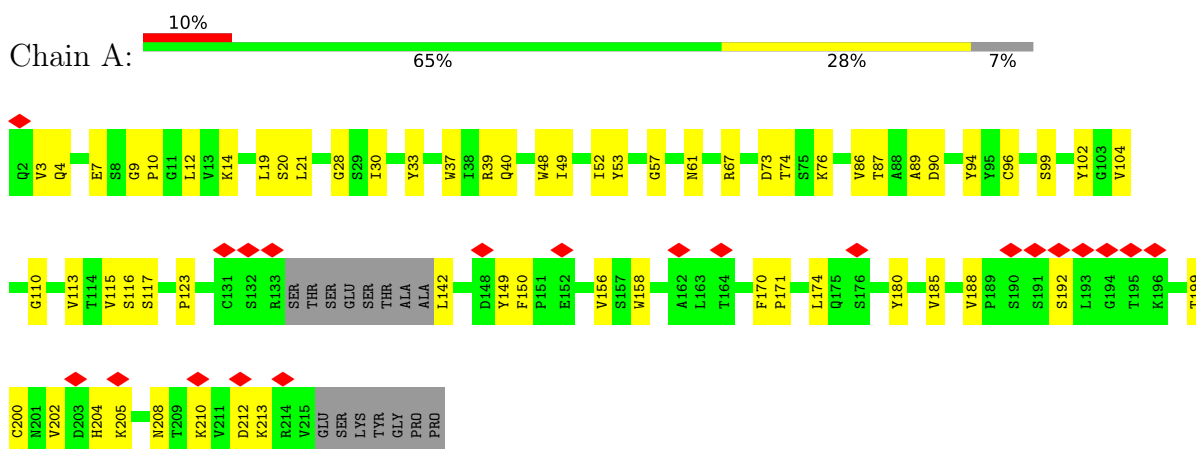 10%
Chain A:
65% 28% 7%
Q2 V3 Q4 E7 S8 G9 P10 G11 L12 V13 K14 L19 S20 L21 G28 S29 I30 Y33 W37 I38 R39 Q40 W48 I49 I52 Y53 G57 N61 R67 D73 T74 S75 K76 V86 T87 A88 A89 D90 Y94 Y95 C96 S99 Y102 G103 V104
G110 V113 T114 V115 S116 S117 P123 C131 S132 R133 SER THR SER GLU SER THR ALA ALA L142 D148 Y149 F150 P151 E152 V156 S157 W158 A162 L163 T164 F170 P171 L174 Q175 S176 Y180 V185 V188 P189 S190 S191 S192 L193 G194 T195 K196 T199
C200 N201 V202 D203 H204 K205 N208 T209 K210 V211 D212 K213 R214 V215 GLU SER LYS TYR GLY PRO PRO